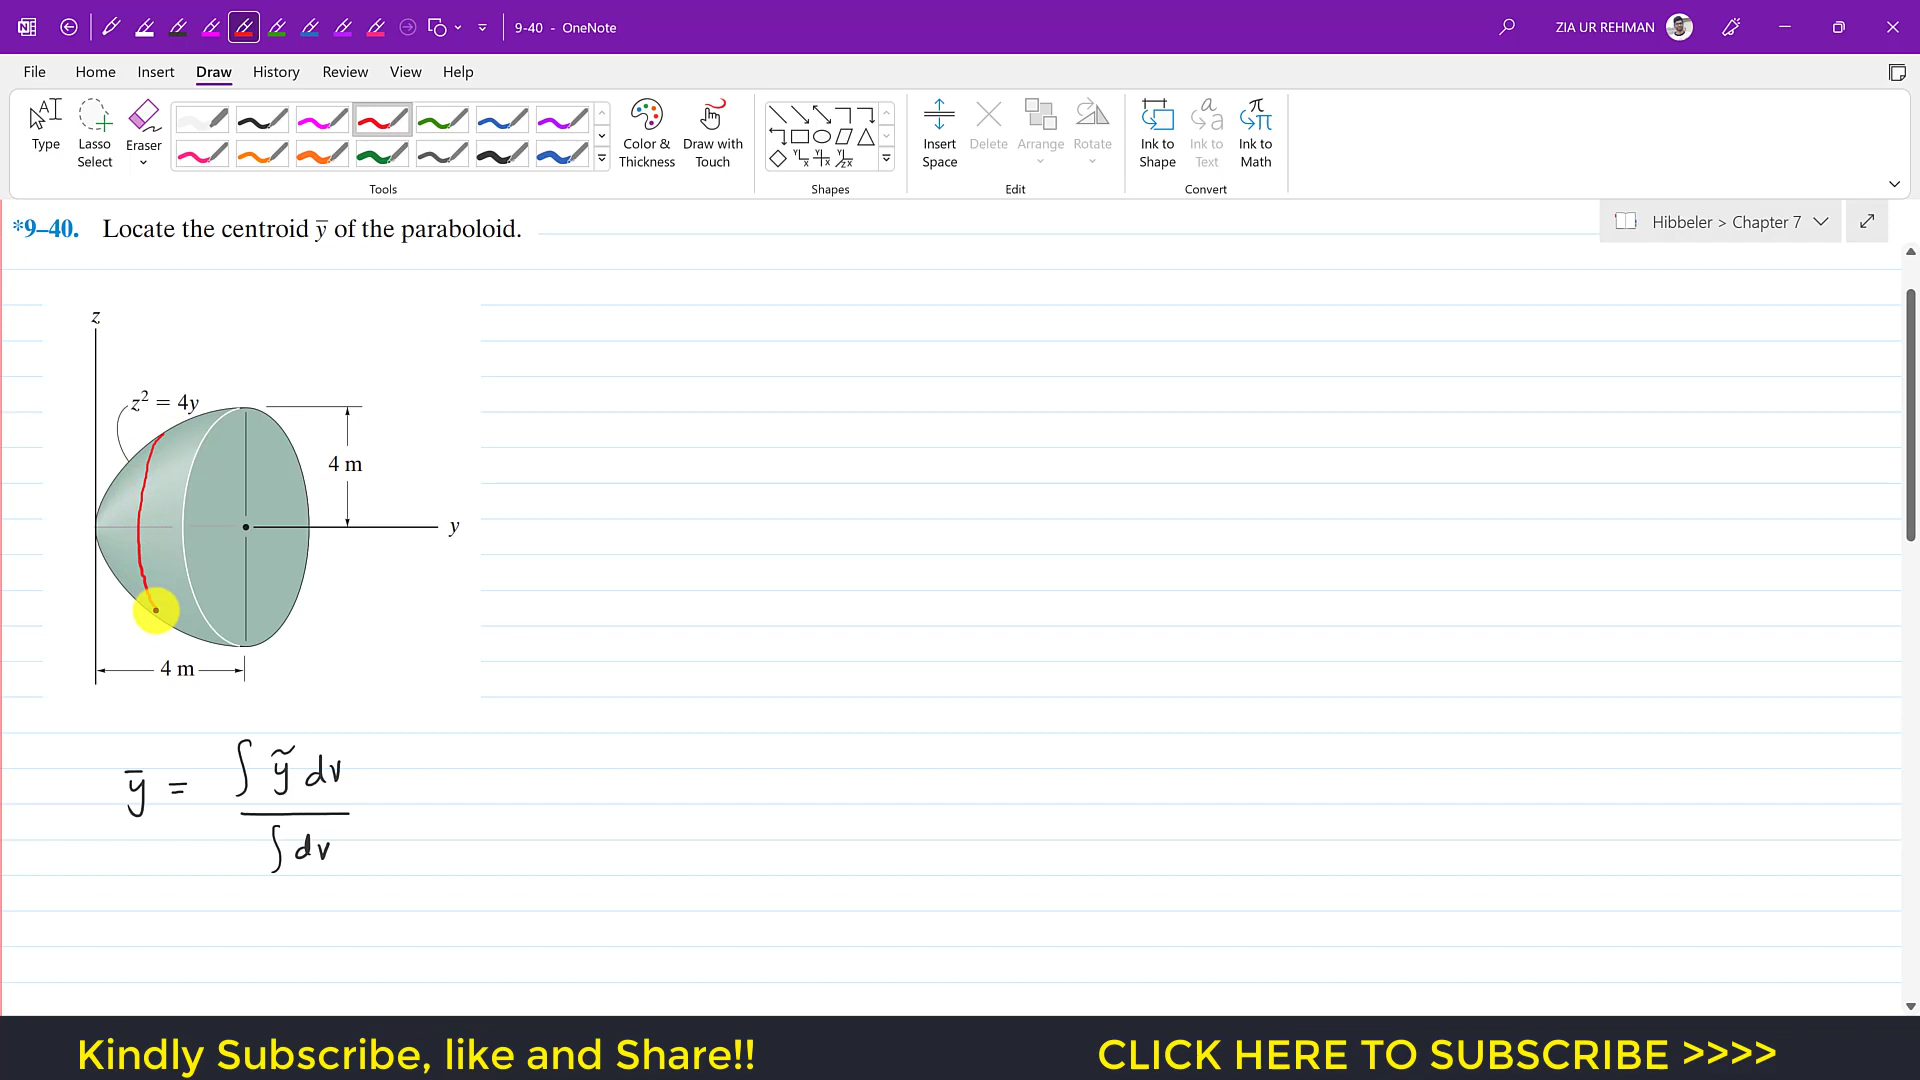 9-40 - OneNote
ZIA UR REHMAN
File Home Insert Draw History Review View Help
Type
Lasso Select
Eraser
Color & Thickness
Draw with Touch
Insert Space
Delete
Arrange
Rotate
Ink to Shape
Ink to Text
Ink to Math
Tools
Shapes
Edit
Convert
*9–40. Locate the centroid ȳ of the paraboloid.
Hibbeler > Chapter 7
z
z² = 4y
4 m
y
4 m
ȳ = ∫ ỹ dv / ∫ dv
Kindly Subscribe, like and Share!!
CLICK HERE TO SUBSCRIBE >>>>